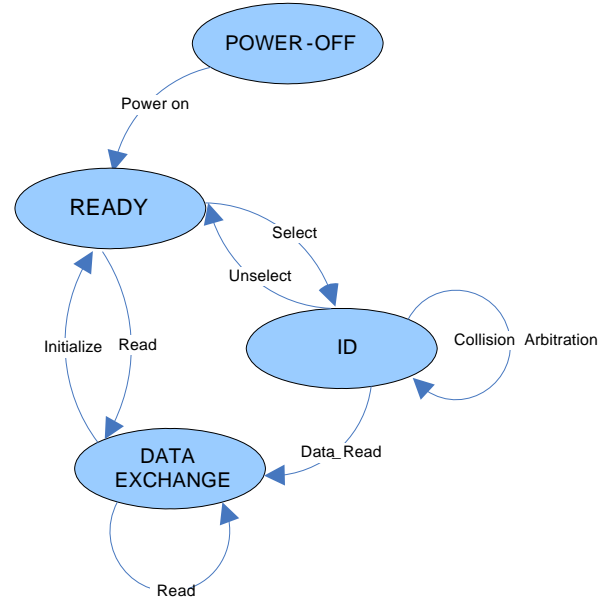 POWER-OFF
Power on
READY
Select
Unselect
Initialize
Read
ID
Collision Arbitration
Data_Read
DATA
EXCHANGE
Read